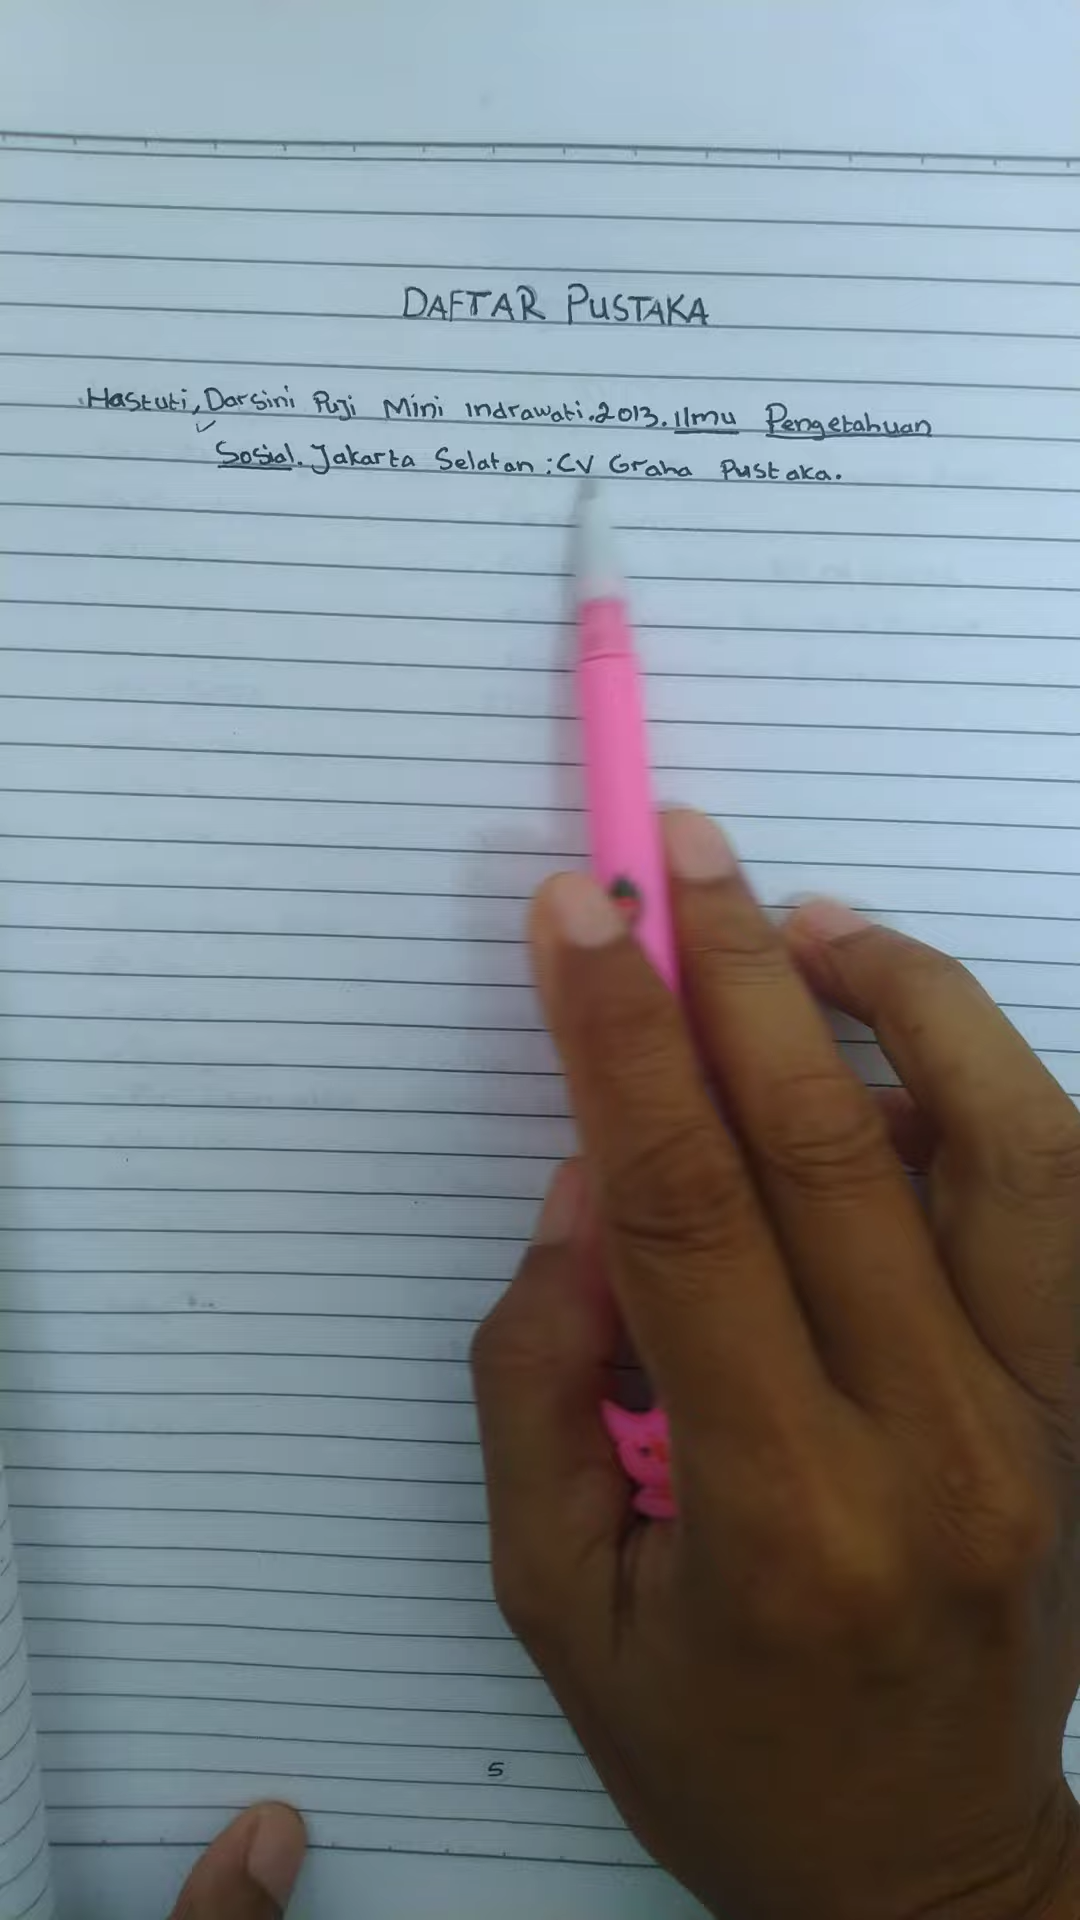 DAFTAR PUSTAKA
Hastuti, Darsini Puji Mini Indrawati. 2013. Ilmu Pengetahuan
Sosial. Jakarta Selatan : CV Graha Pustaka.
5